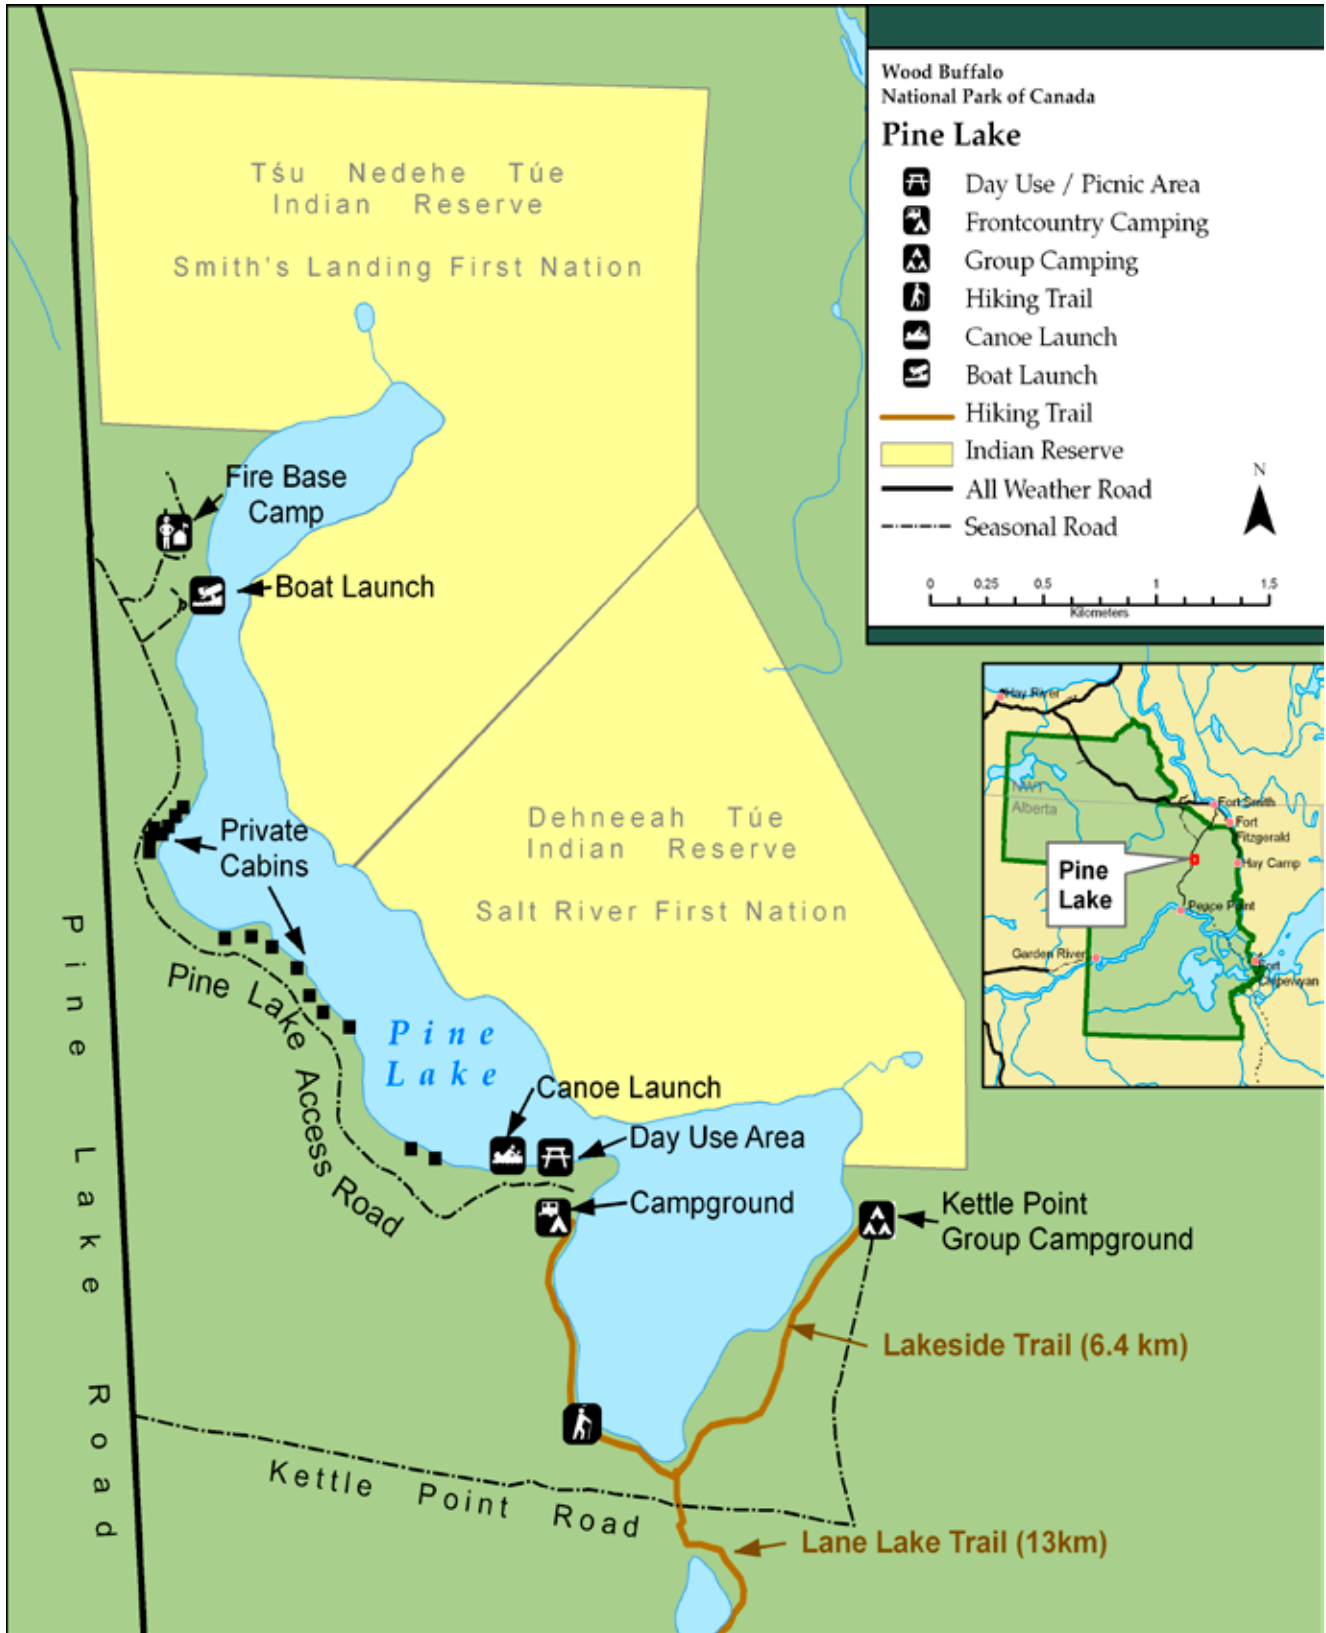 Wood Buffalo
National Park of Canada
Pine Lake
Day Use / Picnic Area
Frontcountry Camping
Group Camping
Hiking Trail
Canoe Launch
Boat Launch
Hiking Trail
Indian Reserve
All Weather Road
Seasonal Road
N
0 0.25 0.5 1 1.5
Kilometers
Tśu Nedehe Túe
Indian Reserve
Smith's Landing First Nation
Fire Base
Camp
Boat Launch
Private
Cabins
Dehneeah Túe
Indian Reserve
Salt River First Nation
Pine Lake Road
Pine Lake Access Road
Pine
Lake
Canoe Launch
Day Use Area
Campground
Kettle Point
Group Campground
Lakeside Trail (6.4 km)
Kettle Point Road
Lane Lake Trail (13km)
Hay River
NWT
Alberta
Fort Smith
Fort
Fitzgerald
Hay Camp
Pine
Lake
Peace Point
Garden River
Fort
Chipewyan